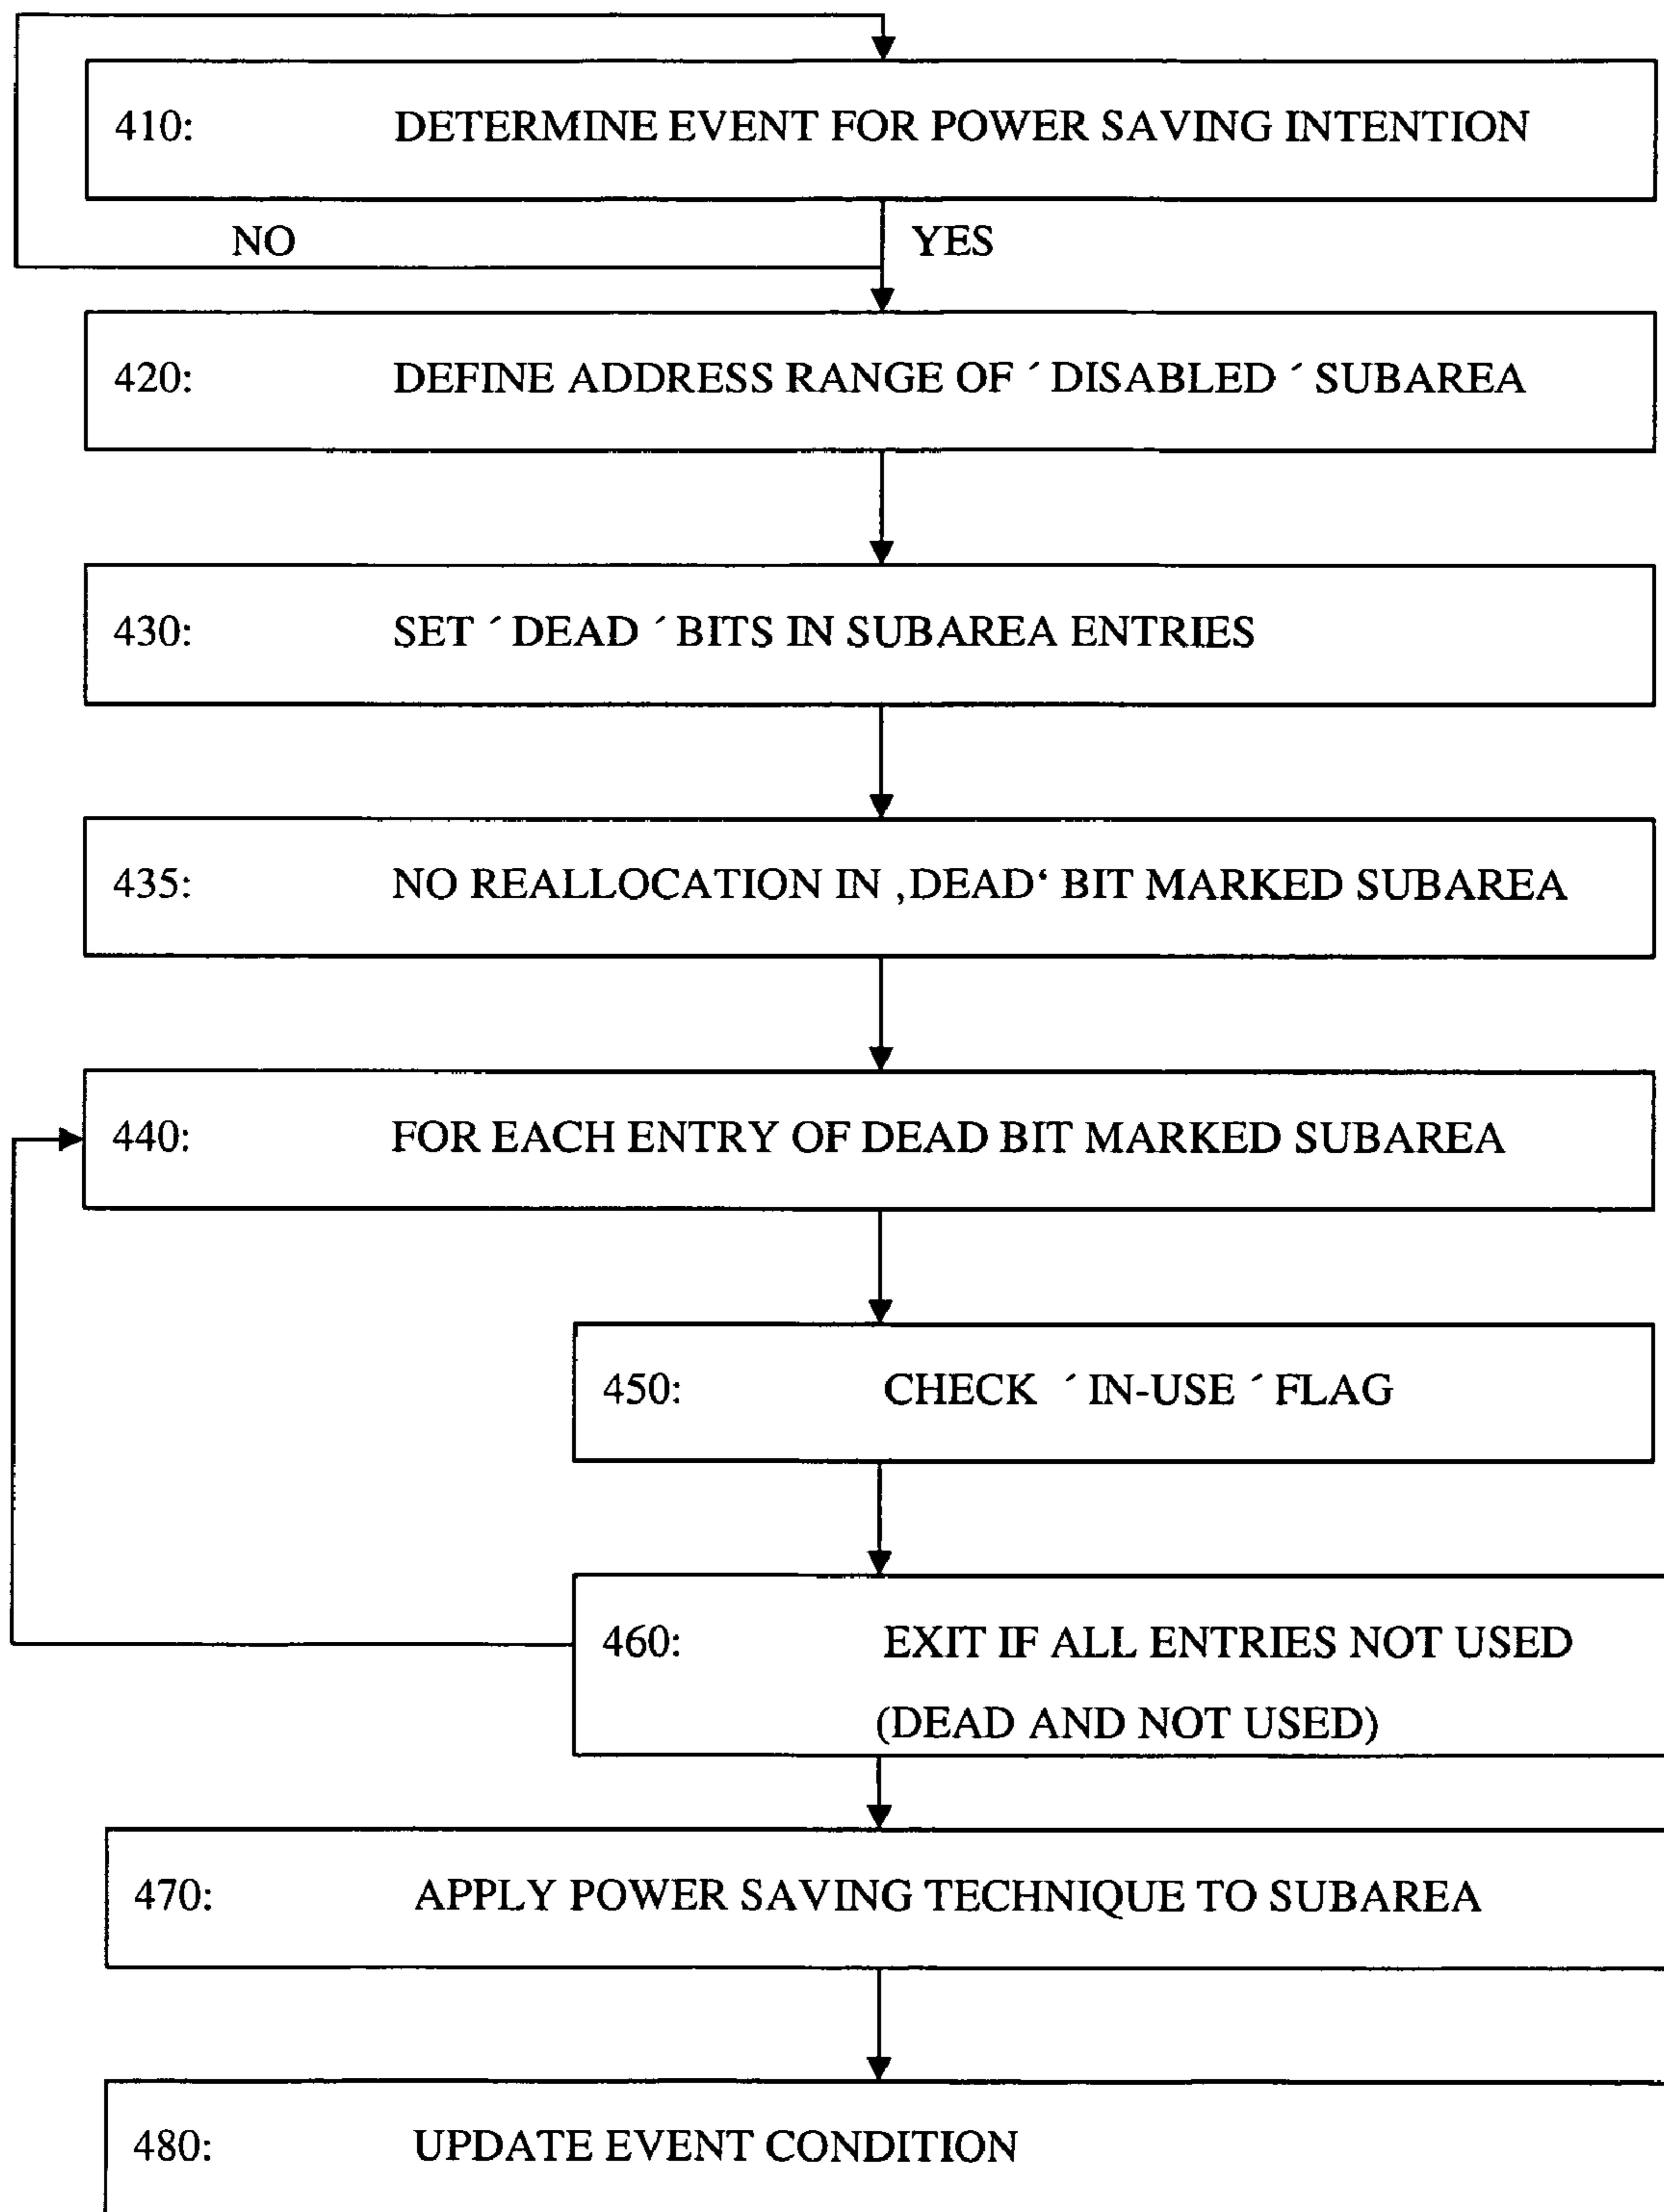 410: DETERMINE EVENT FOR POWER SAVING INTENTION
NO YES
420: DEFINE ADDRESS RANGE OF ´ DISABLED ´ SUBAREA
430: SET ´ DEAD ´ BITS IN SUBAREA ENTRIES
435: NO REALLOCATION IN ‚DEAD‘ BIT MARKED SUBAREA
440: FOR EACH ENTRY OF DEAD BIT MARKED SUBAREA
450: CHECK ´ IN-USE ´ FLAG
460: EXIT IF ALL ENTRIES NOT USED
(DEAD AND NOT USED)
470: APPLY POWER SAVING TECHNIQUE TO SUBAREA
480: UPDATE EVENT CONDITION